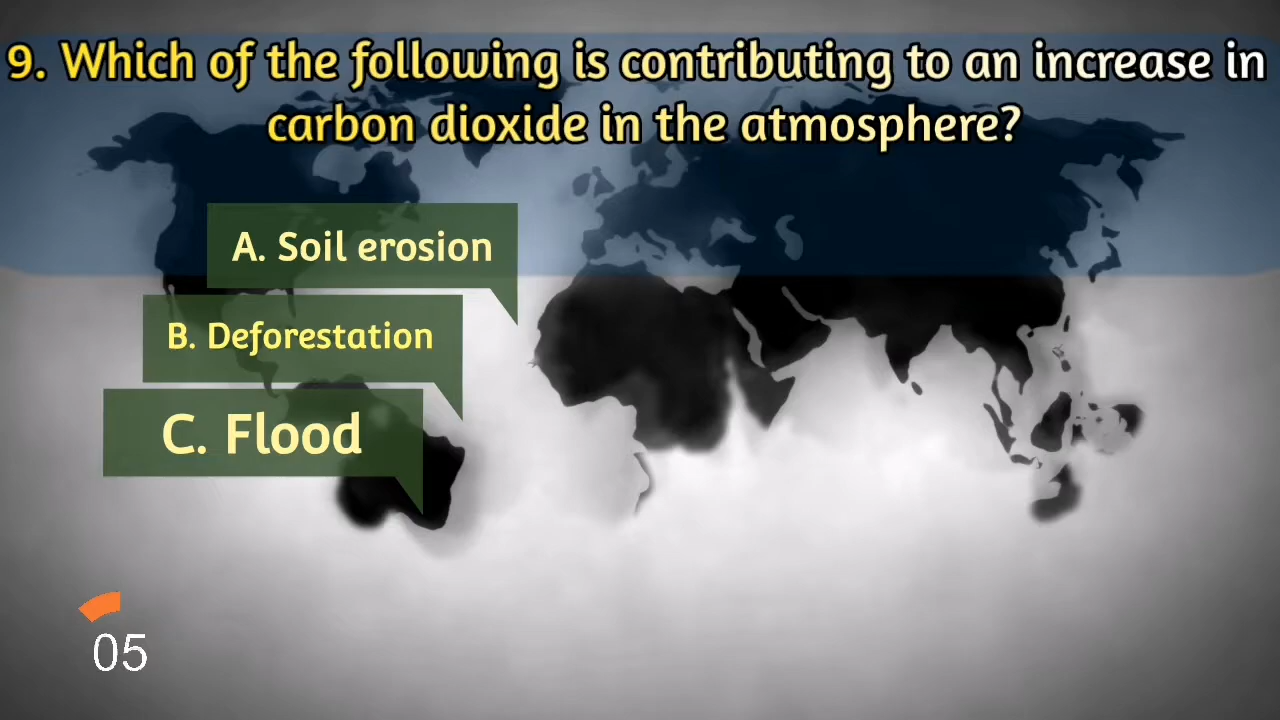 9. Which of the following is contributing to an increase in
carbon dioxide in the atmosphere?
A. Soil erosion
B. Deforestation
C. Flood
05